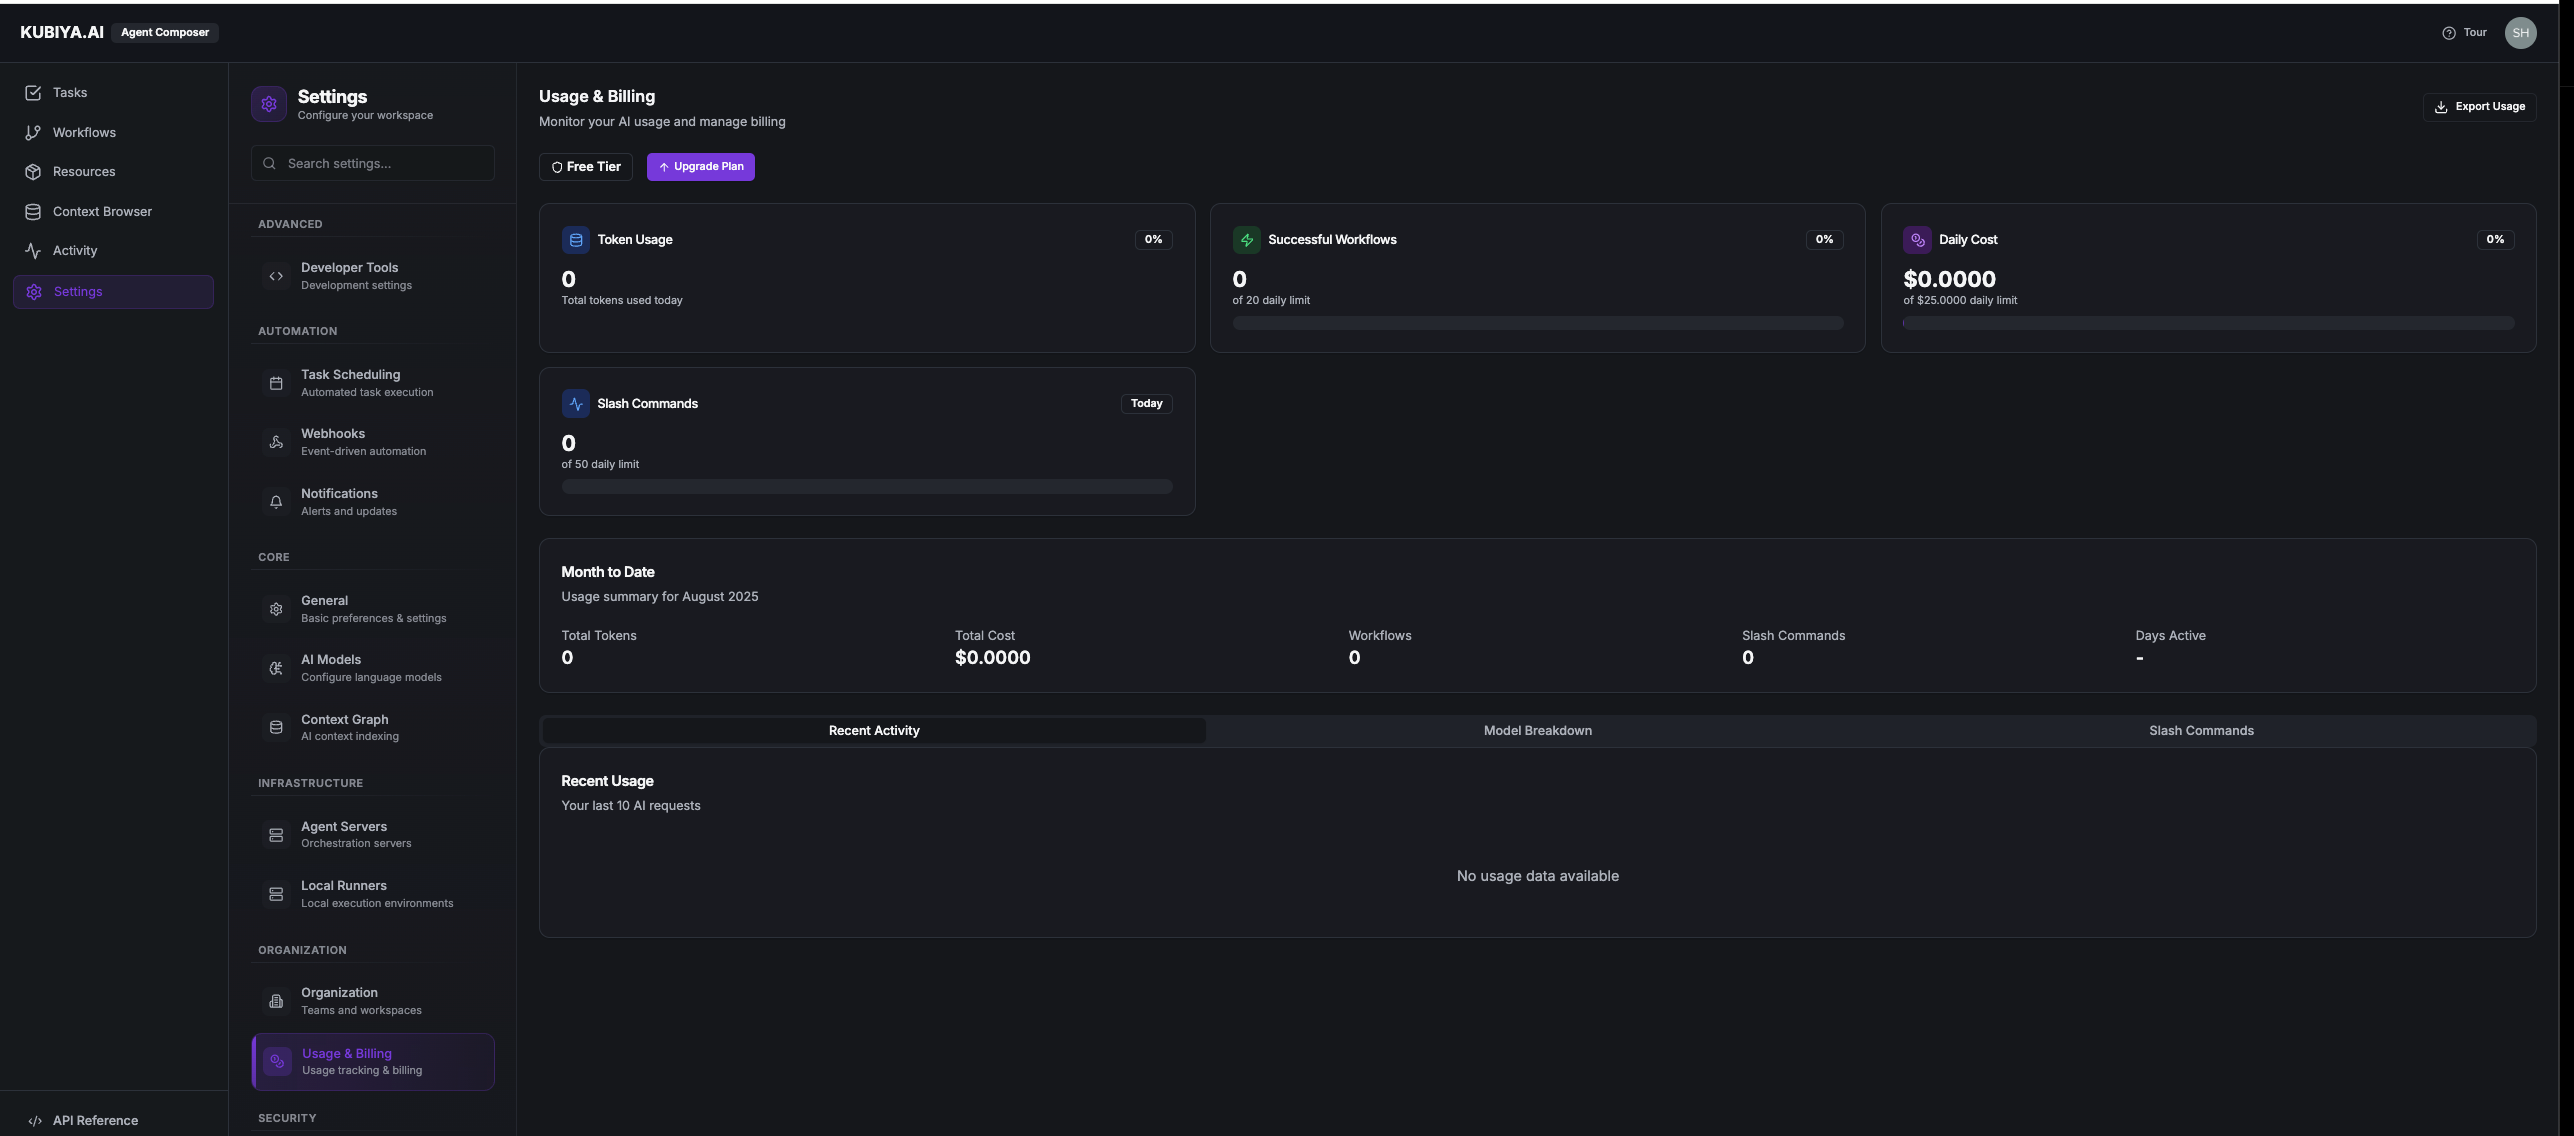 KUBIYA.AI Agent Composer
Tour
SH
Tasks
Workflows
Resources
Context Browser
Activity
Settings
API Reference
Settings
Configure your workspace
Search settings...
ADVANCED
Developer Tools
Development settings
AUTOMATION
Task Scheduling
Automated task execution
Webhooks
Event-driven automation
Notifications
Alerts and updates
CORE
General
Basic preferences & settings
AI Models
Configure language models
Context Graph
AI context indexing
INFRASTRUCTURE
Agent Servers
Orchestration servers
Local Runners
Local execution environments
ORGANIZATION
Organization
Teams and workspaces
Usage & Billing
Usage tracking & billing
SECURITY
Usage & Billing
Monitor your AI usage and manage billing
Export Usage
Free Tier
Upgrade Plan
Token Usage
0%
0
Total tokens used today
Successful Workflows
0%
0
of 20 daily limit
Daily Cost
0%
$0.0000
of $25.0000 daily limit
Slash Commands
Today
0
of 50 daily limit
Month to Date
Usage summary for August 2025
Total Tokens
0
Total Cost
$0.0000
Workflows
0
Slash Commands
0
Days Active
-
Recent Activity
Model Breakdown
Slash Commands
Recent Usage
Your last 10 AI requests
No usage data available